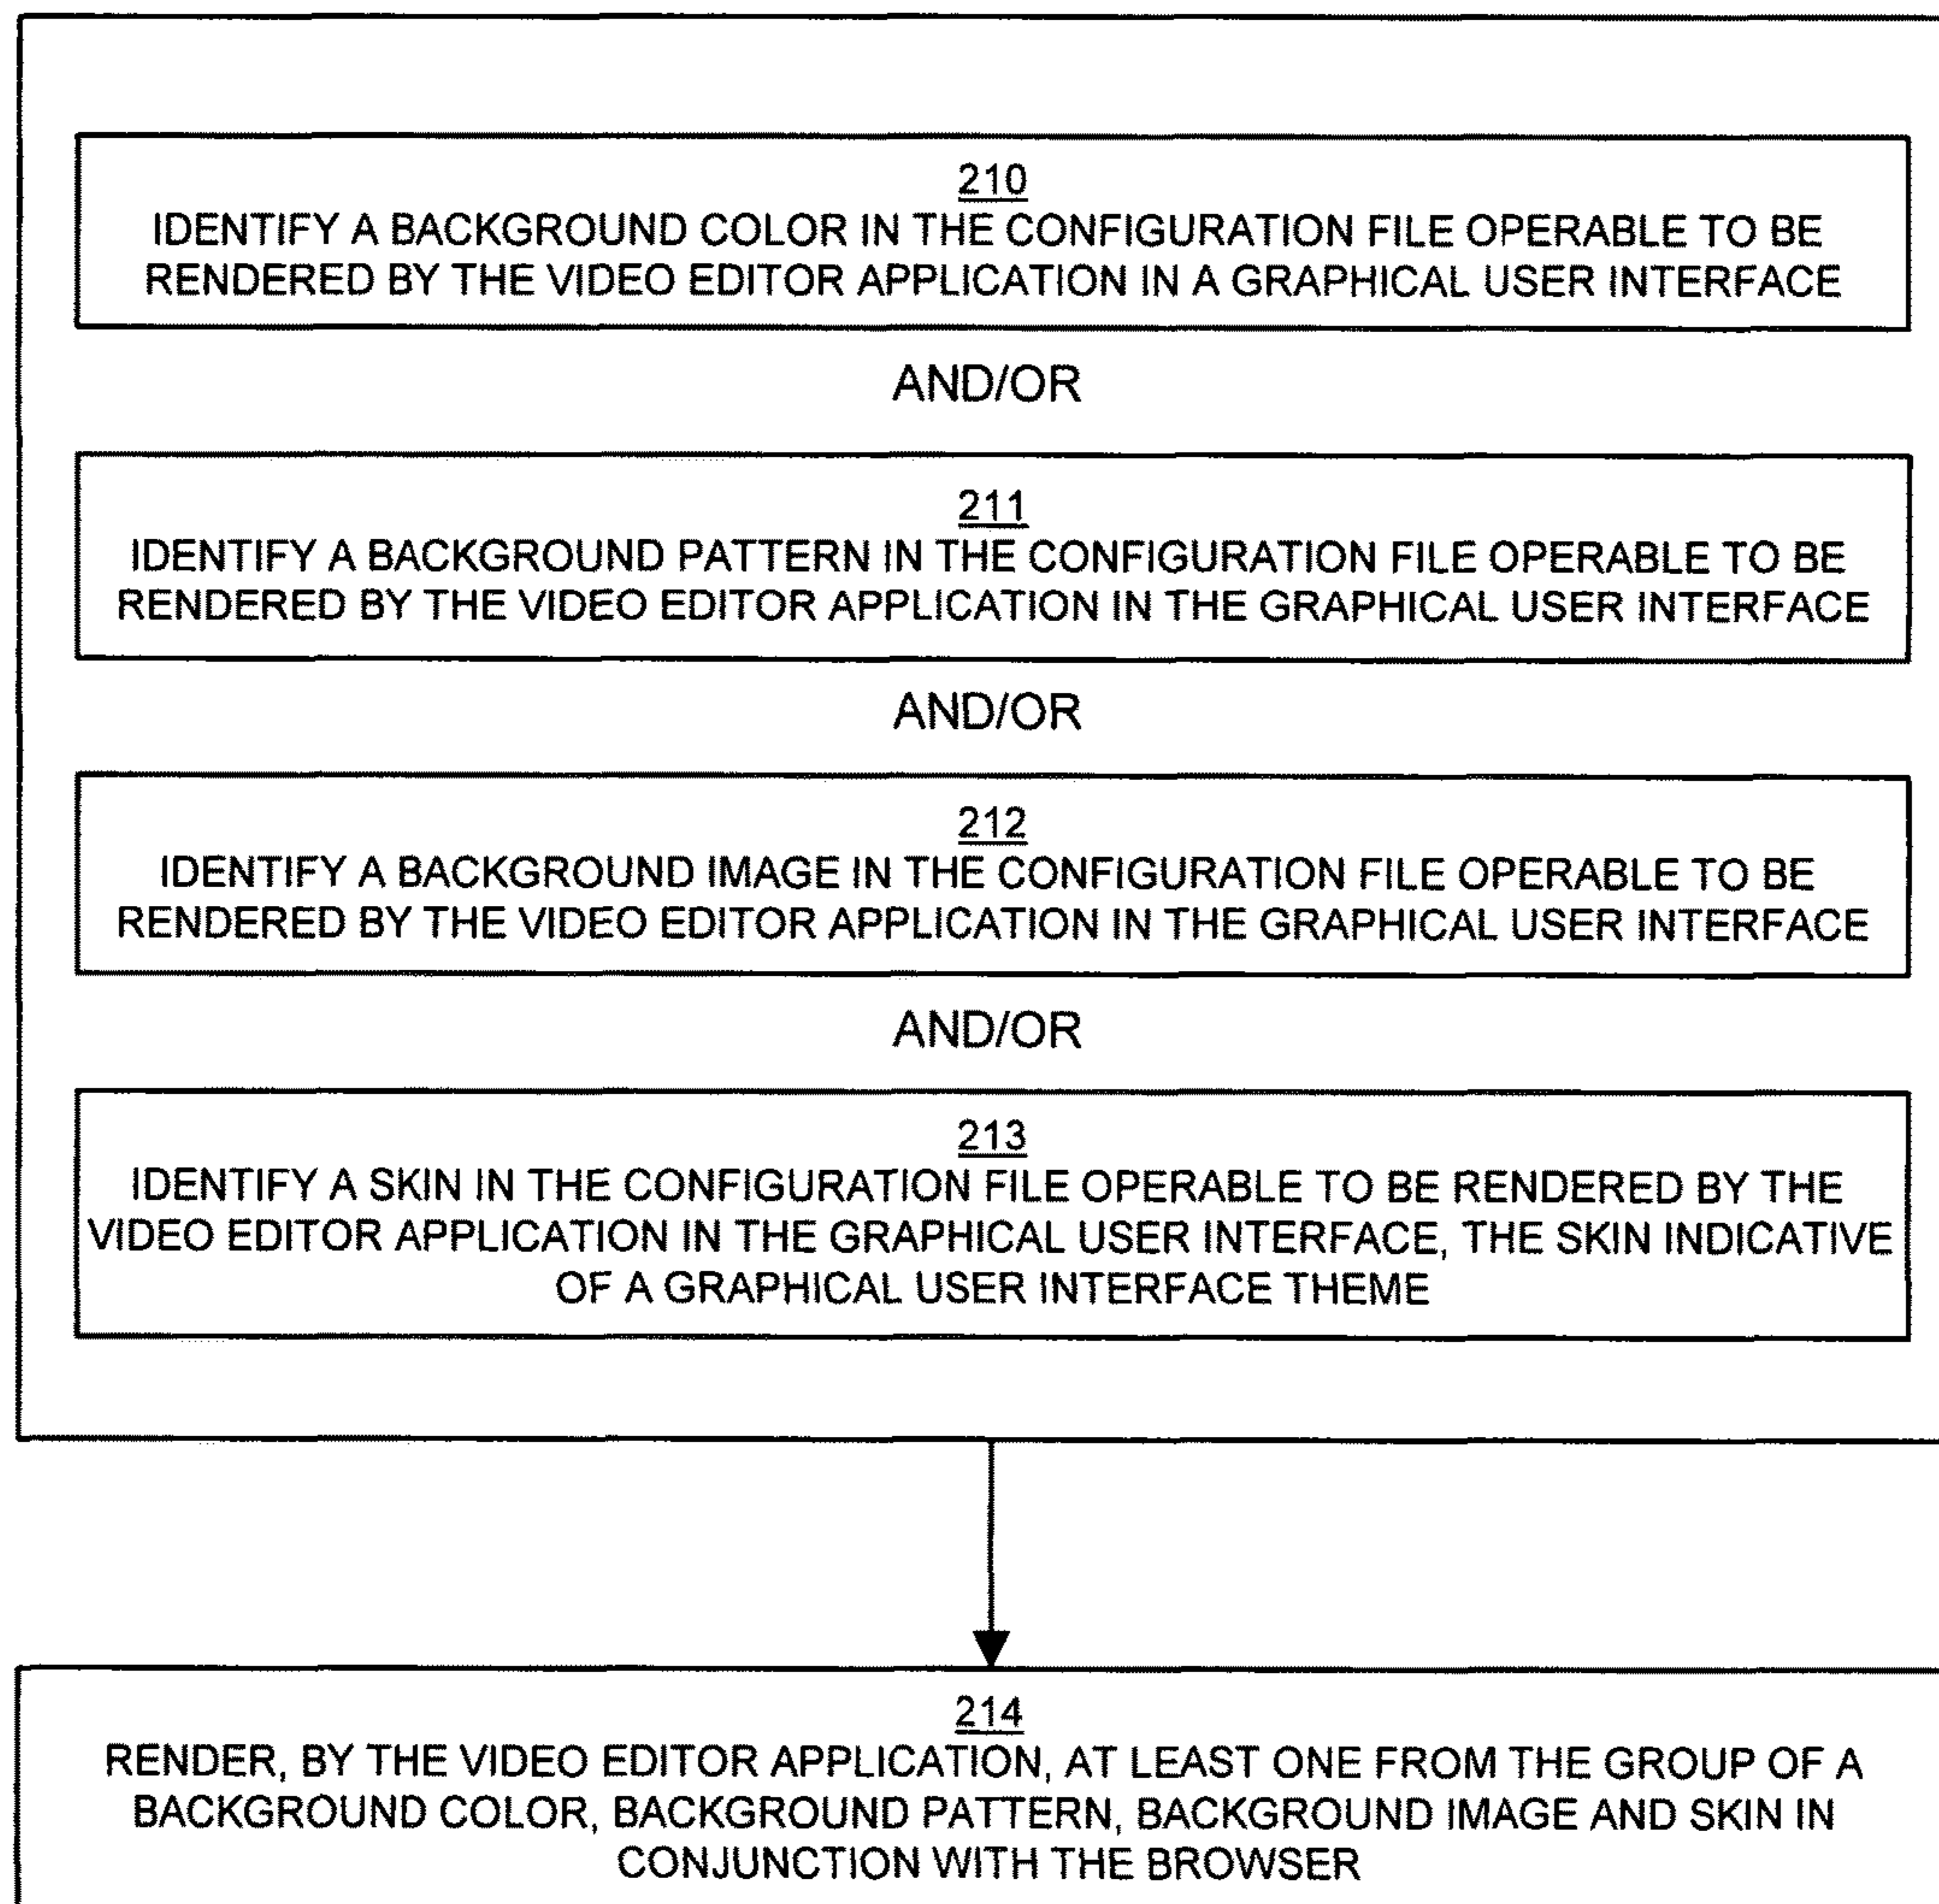 210
IDENTIFY A BACKGROUND COLOR IN THE CONFIGURATION FILE OPERABLE TO BE
RENDERED BY THE VIDEO EDITOR APPLICATION IN A GRAPHICAL USER INTERFACE
AND/OR
211
IDENTIFY A BACKGROUND PATTERN IN THE CONFIGURATION FILE OPERABLE TO BE
RENDERED BY THE VIDEO EDITOR APPLICATION IN THE GRAPHICAL USER INTERFACE
AND/OR
212
IDENTIFY A BACKGROUND IMAGE IN THE CONFIGURATION FILE OPERABLE TO BE
RENDERED BY THE VIDEO EDITOR APPLICATION IN THE GRAPHICAL USER INTERFACE
AND/OR
213
IDENTIFY A SKIN IN THE CONFIGURATION FILE OPERABLE TO BE RENDERED BY THE
VIDEO EDITOR APPLICATION IN THE GRAPHICAL USER INTERFACE, THE SKIN INDICATIVE
OF A GRAPHICAL USER INTERFACE THEME
214
RENDER, BY THE VIDEO EDITOR APPLICATION, AT LEAST ONE FROM THE GROUP OF A
BACKGROUND COLOR, BACKGROUND PATTERN, BACKGROUND IMAGE AND SKIN IN
CONJUNCTION WITH THE BROWSER